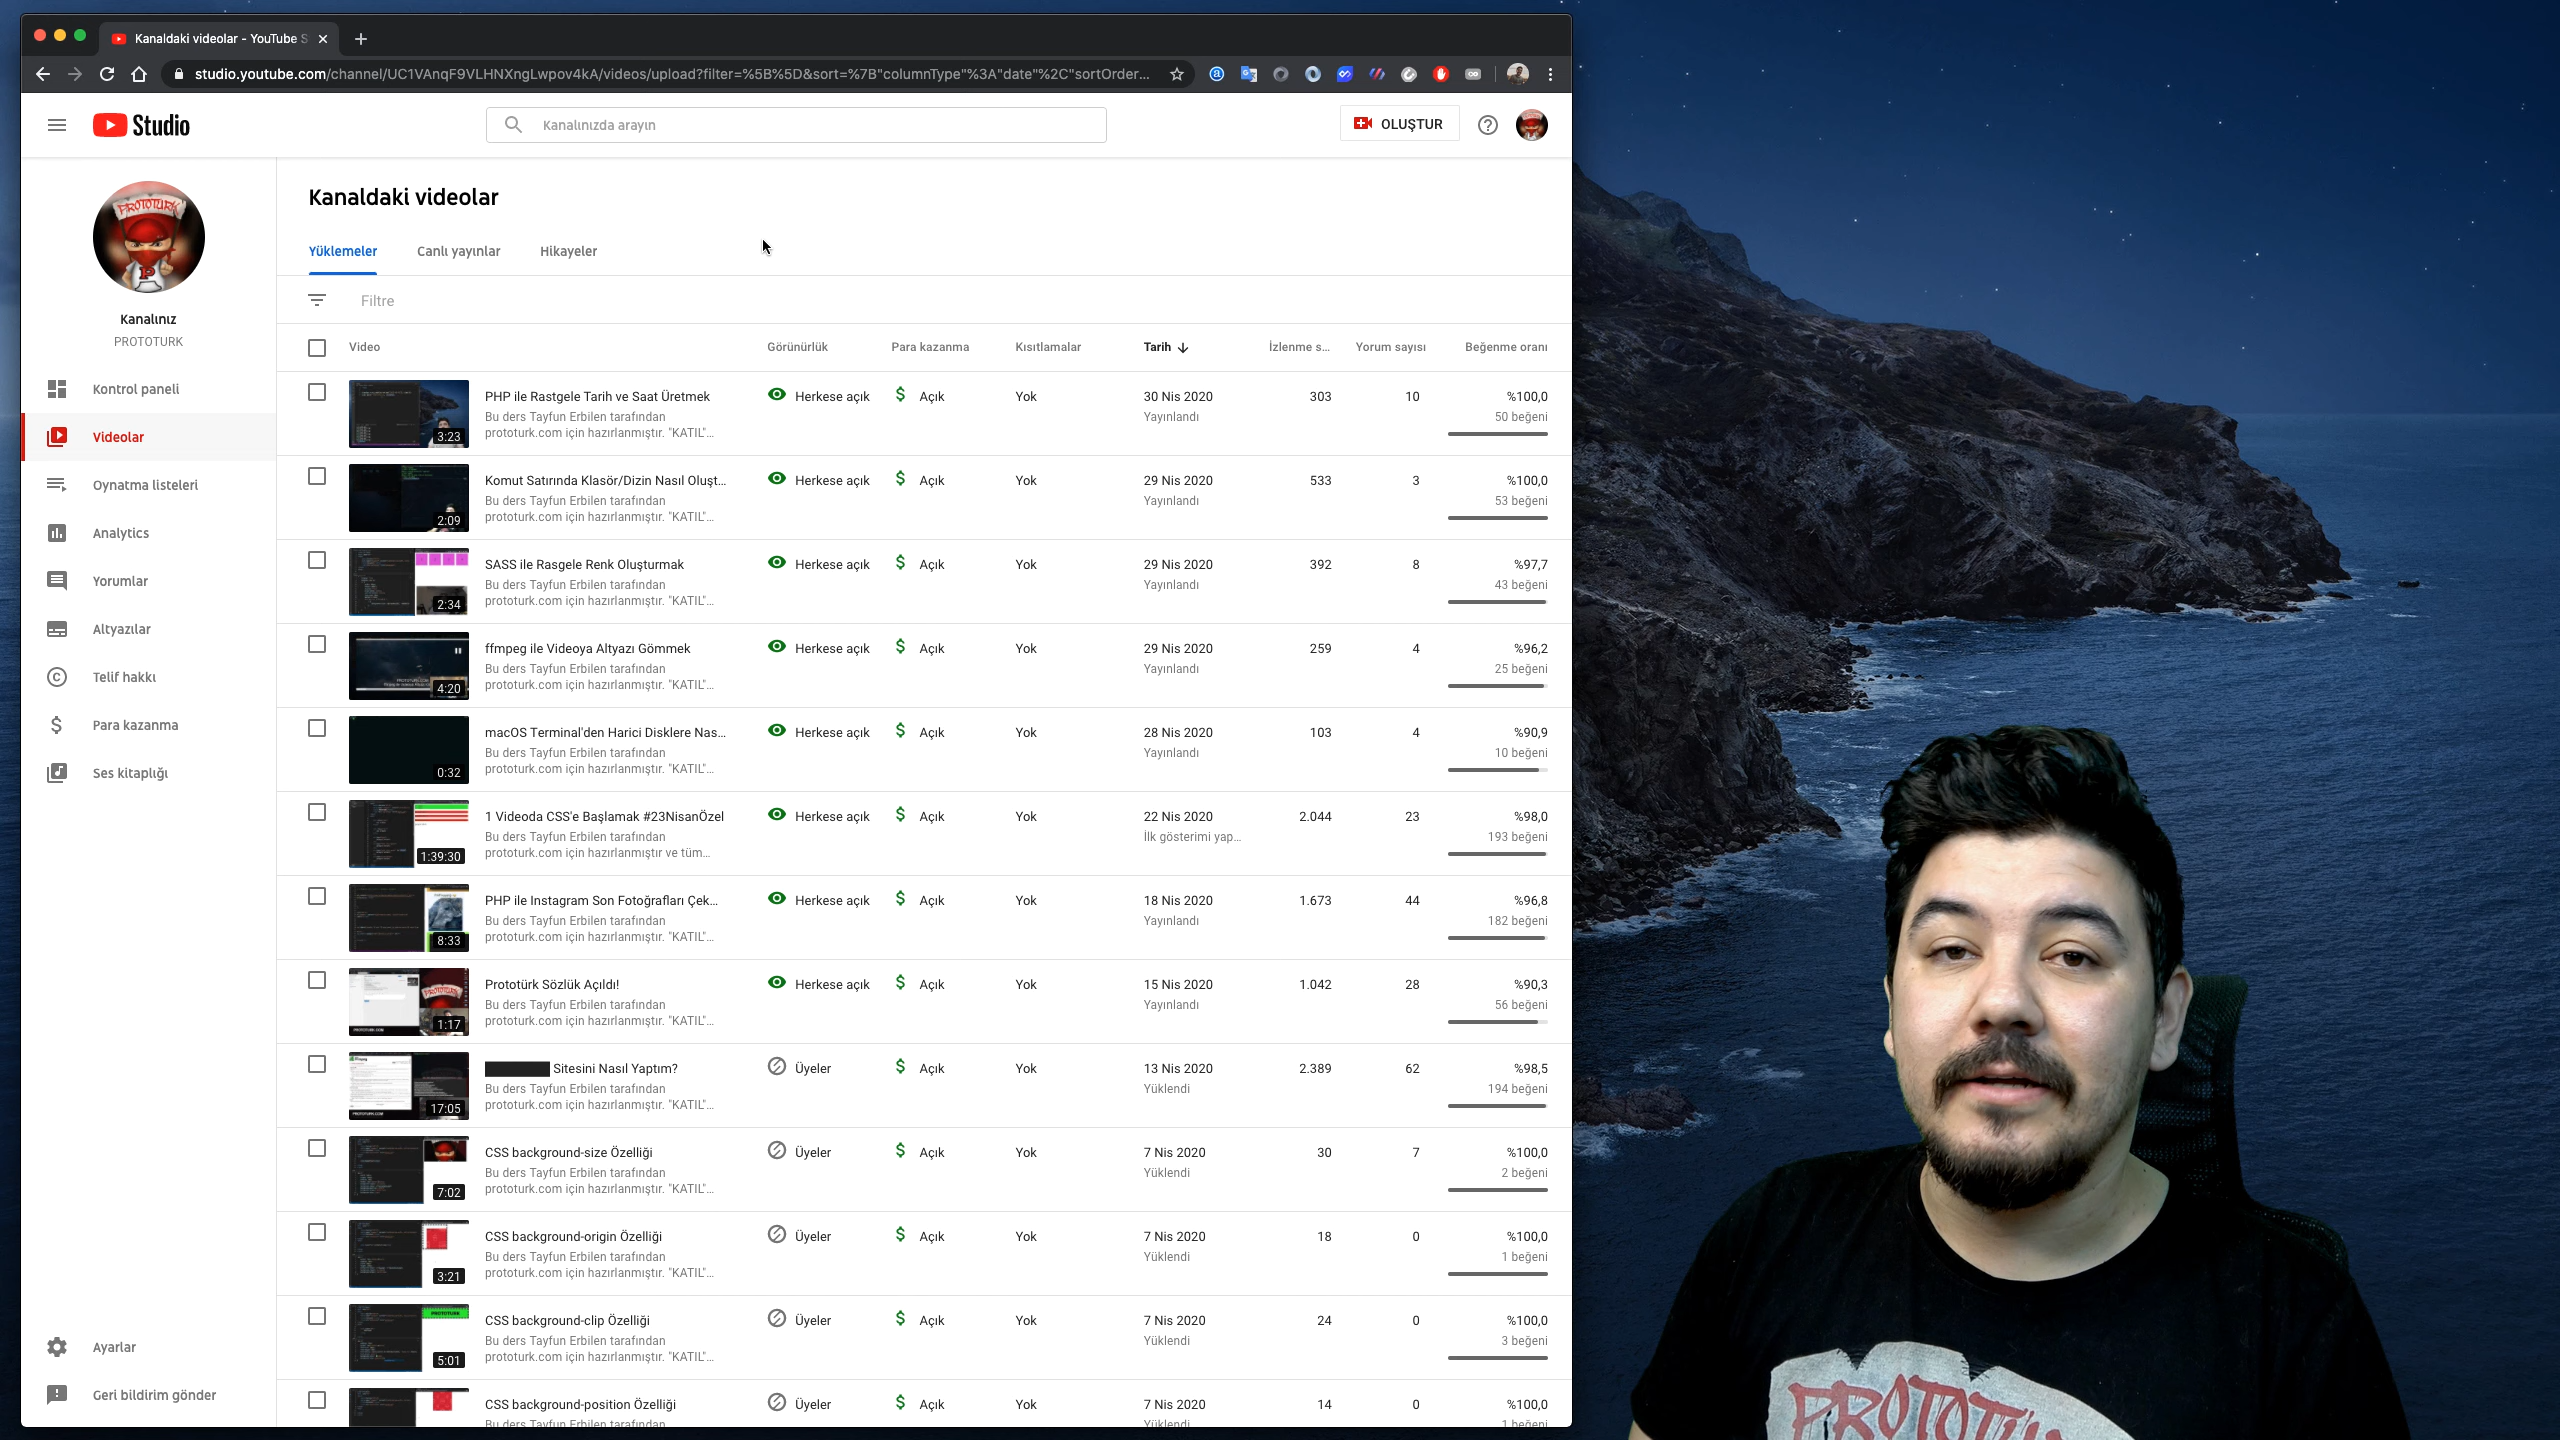 Kanaldaki videolar - YouTube S
studio.youtube.com/channel/UC1VAnqF9VLHNXngLwpov4kA/videos/upload?filter=%5B%5D&sort=%7B"columnType"%3A"date"%2C"sortOrder...
Studio
Kanalınızda arayın
OLUŞTUR
PROTOTURK
Kanalınız
PROTOTURK
Kontrol paneli
Videolar
Oynatma listeleri
Analytics
Yorumlar
Altyazılar
Telif hakkı
Para kazanma
Ses kitaplığı
Ayarlar
Geri bildirim gönder
Kanaldaki videolar
Yüklemeler Canlı yayınlar Hikayeler
Filtre
Video Görünürlük Para kazanma Kısıtlamalar Tarih İzlenme s... Yorum sayısı Beğenme oranı
PHP ile Rastgele Tarih ve Saat Üretmek Herkese açık Açık Yok 30 Nis 2020 303 10 %100,0
Bu ders Tayfun Erbilen tarafından Yayınlandı 50 beğeni
3:23 prototurk.com için hazırlanmıştır. "KATIL"...
Komut Satırında Klasör/Dizin Nasıl Oluşt... Herkese açık Açık Yok 29 Nis 2020 533 3 %100,0
Bu ders Tayfun Erbilen tarafından Yayınlandı 53 beğeni
2:09 prototurk.com için hazırlanmıştır. "KATIL"...
SASS ile Rasgele Renk Oluşturmak Herkese açık Açık Yok 29 Nis 2020 392 8 %97,7
Bu ders Tayfun Erbilen tarafından Yayınlandı 43 beğeni
2:34 prototurk.com için hazırlanmıştır. "KATIL"...
ffmpeg ile Videoya Altyazı Gömmek Herkese açık Açık Yok 29 Nis 2020 259 4 %96,2
Bu ders Tayfun Erbilen tarafından Yayınlandı 25 beğeni
4:20 prototurk.com için hazırlanmıştır. "KATIL"...
macOS Terminal'den Harici Disklere Nas... Herkese açık Açık Yok 28 Nis 2020 103 4 %90,9
Bu ders Tayfun Erbilen tarafından Yayınlandı 10 beğeni
0:32 prototurk.com için hazırlanmıştır. "KATIL"...
1 Videoda CSS'e Başlamak #23NisanÖzel Herkese açık Açık Yok 22 Nis 2020 2.044 23 %98,0
Bu ders Tayfun Erbilen tarafından İlk gösterimi yap... 193 beğeni
1:39:30 prototurk.com için hazırlanmıştır ve tüm...
PHP ile Instagram Son Fotoğrafları Çek... Herkese açık Açık Yok 18 Nis 2020 1.673 44 %96,8
Bu ders Tayfun Erbilen tarafından Yayınlandı 182 beğeni
8:33 prototurk.com için hazırlanmıştır. "KATIL"...
Prototürk Sözlük Açıldı! Herkese açık Açık Yok 15 Nis 2020 1.042 28 %90,3
Bu ders Tayfun Erbilen tarafından Yayınlandı 56 beğeni
1:17 prototurk.com için hazırlanmıştır. "KATIL"...
Sitesini Nasıl Yaptım? Üyeler Açık Yok 13 Nis 2020 2.389 62 %98,5
Bu ders Tayfun Erbilen tarafından Yüklendi 194 beğeni
17:05 prototurk.com için hazırlanmıştır. "KATIL"...
CSS background-size Özelliği Üyeler Açık Yok 7 Nis 2020 30 7 %100,0
Bu ders Tayfun Erbilen tarafından Yüklendi 2 beğeni
7:02 prototurk.com için hazırlanmıştır. "KATIL"...
CSS background-origin Özelliği Üyeler Açık Yok 7 Nis 2020 18 0 %100,0
Bu ders Tayfun Erbilen tarafından Yüklendi 1 beğeni
3:21 prototurk.com için hazırlanmıştır. "KATIL"...
CSS background-clip Özelliği Üyeler Açık Yok 7 Nis 2020 24 0 %100,0
Bu ders Tayfun Erbilen tarafından Yüklendi 3 beğeni
5:01 prototurk.com için hazırlanmıştır. "KATIL"...
CSS background-position Özelliği Üyeler Açık Yok 7 Nis 2020 14 0 %100,0
Bu ders Tayfun Erbilen tarafından Yüklendi 1 beğeni